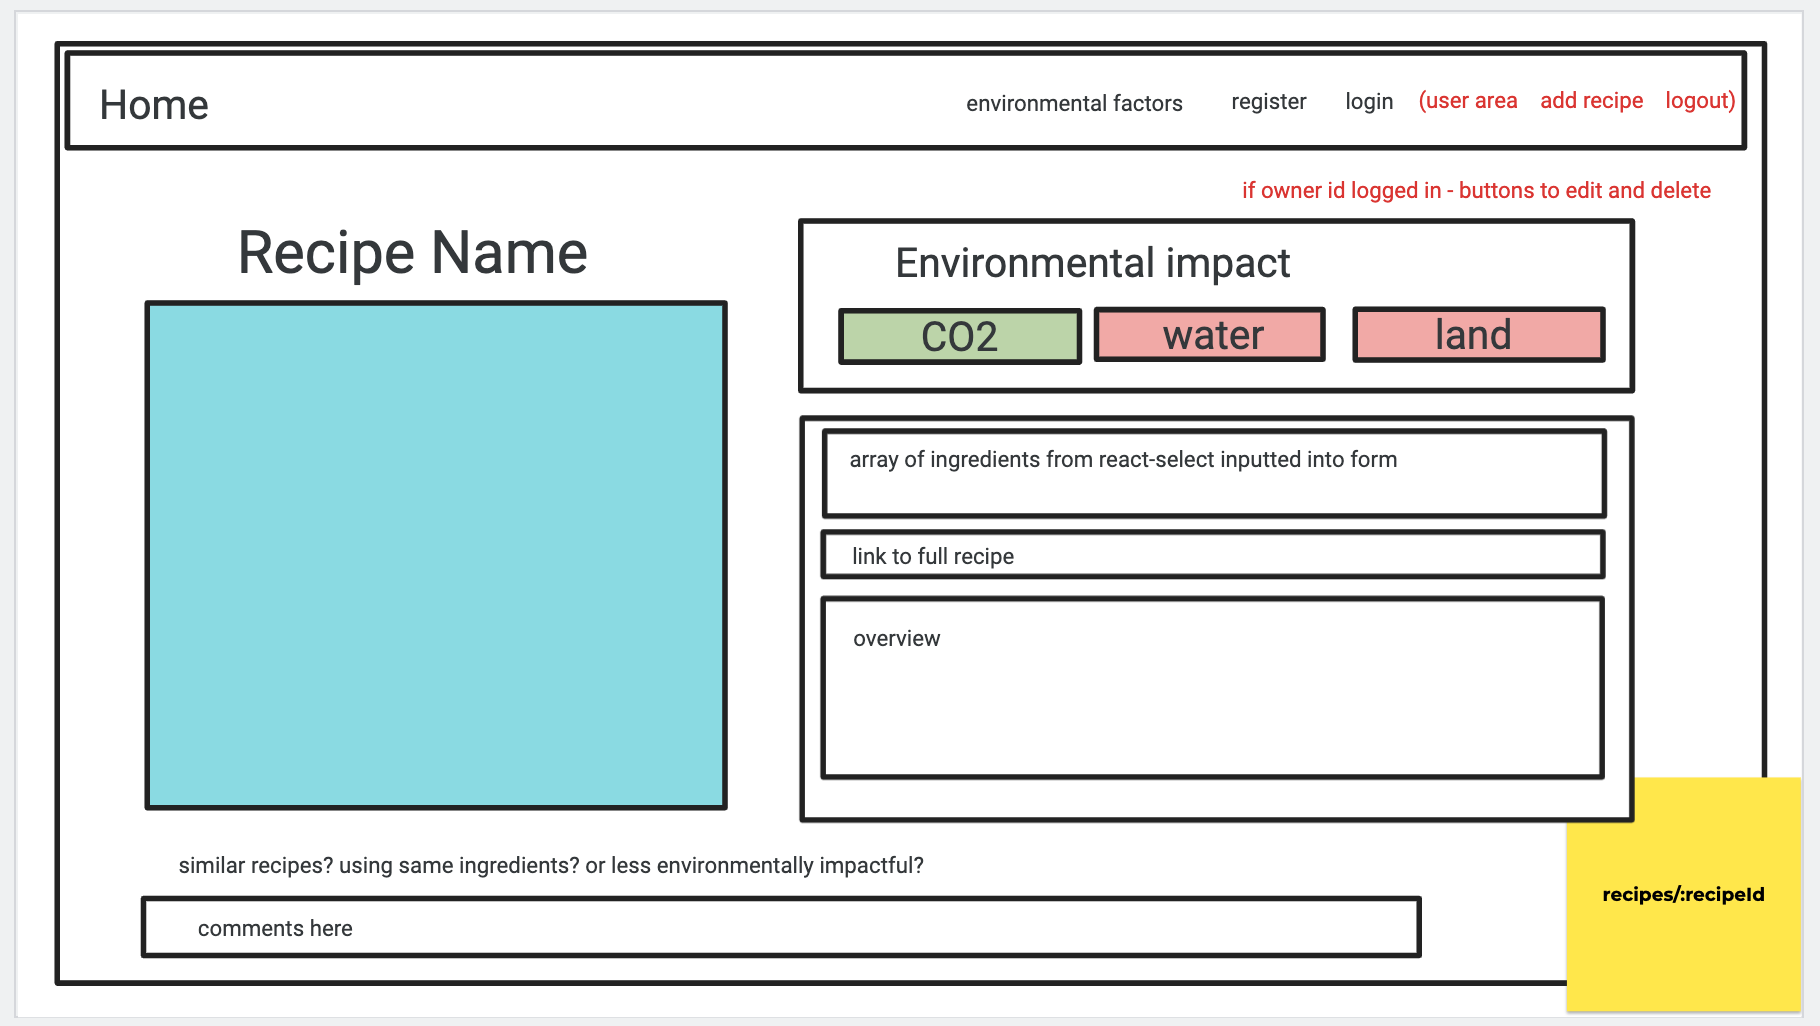 Home
environmental factors register login (user area add recipe logout)
if owner id logged in - buttons to edit and delete
Recipe Name
Environmental impact
CO2 water land
array of ingredients from react-select inputted into form
link to full recipe
overview
similar recipes? using same ingredients? or less environmentally impactful?
comments here
recipes/:recipeId